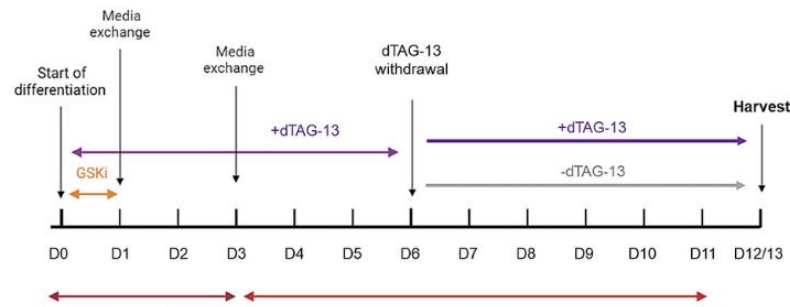 Media
exchange
Media
exchange
dTAG-13
withdrawal
Start of
differentiation
Harvest
+dTAG-13
+dTAG-13
GSKi
-dTAG-13
D0 D1 D2 D3 D4 D5 D6 D7 D8 D9 D10 D11 D12/13